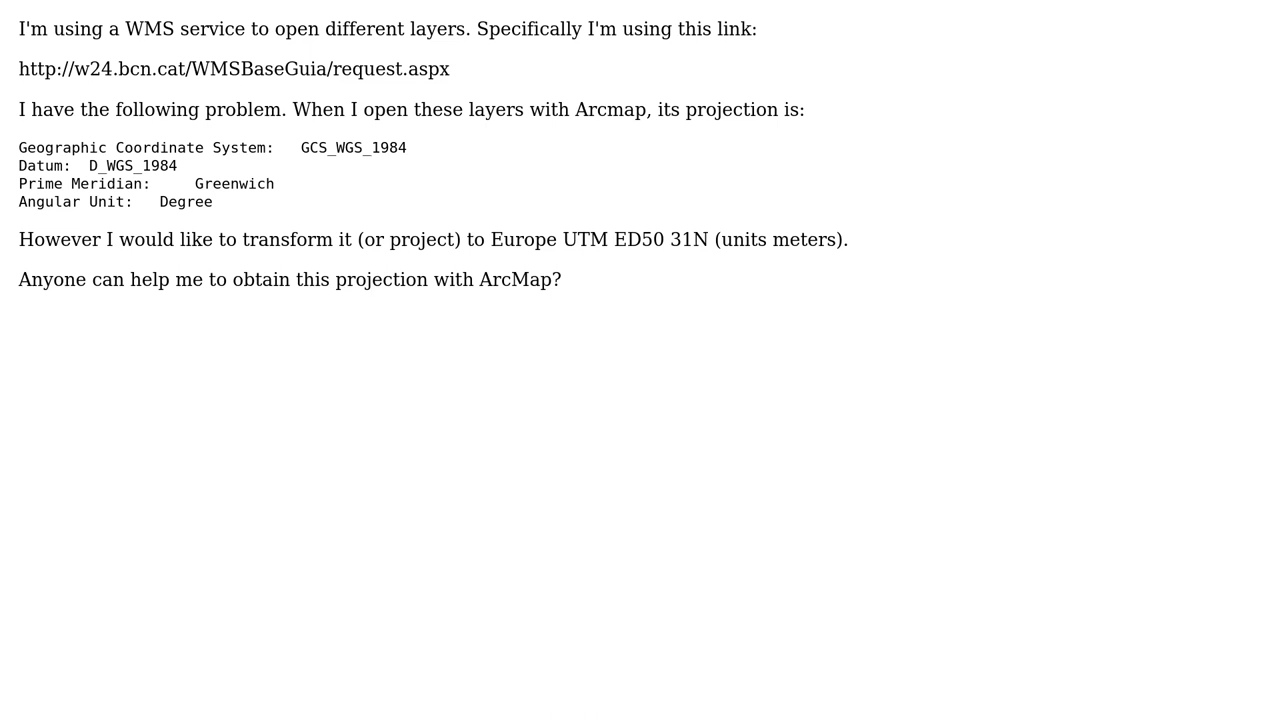 I'm using a WMS service to open different layers. Specifically I'm using this link:
http://w24.bcn.cat/WMSBaseGuia/request.aspx
I have the following problem. When I open these layers with Arcmap, its projection is:
Geographic Coordinate System:   GCS_WGS_1984
Datum:  D_WGS_1984
Prime Meridian:     Greenwich
Angular Unit:   Degree
However I would like to transform it (or project) to Europe UTM ED50 31N (units meters).
Anyone can help me to obtain this projection with ArcMap?